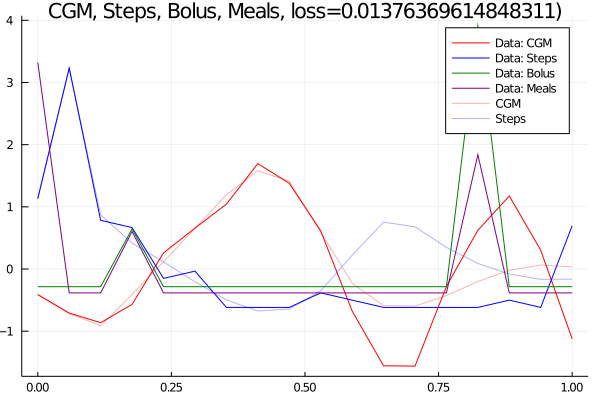 CGM, Steps, Bolus, Meals, loss=0.01376369614848311)
4
3
2
1
0
−1
Data: CGM
Data: Steps
Data: Bolus
Data: Meals
CGM
Steps
0.00 0.25 0.50 0.75 1.00